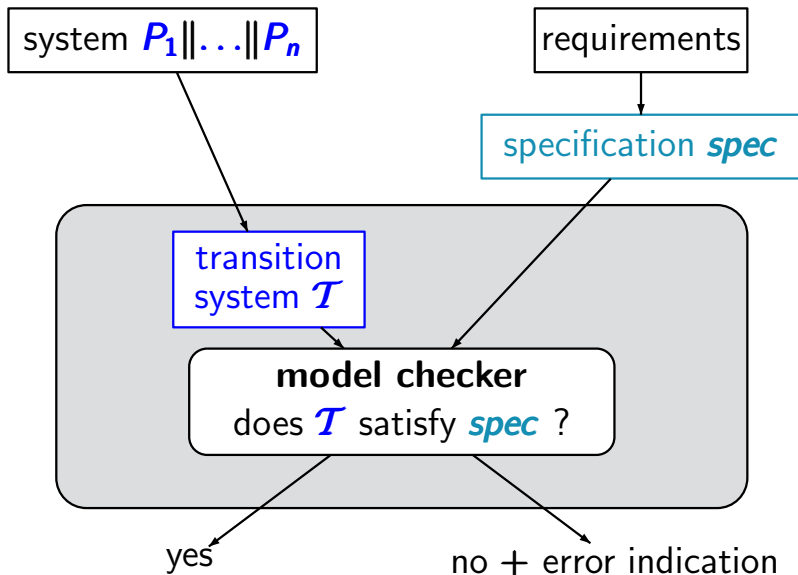 system P₁‖...‖Pₙ
requirements
specification spec
transition
system 𝒯
model checker
does 𝒯 satisfy spec ?
yes
no + error indication